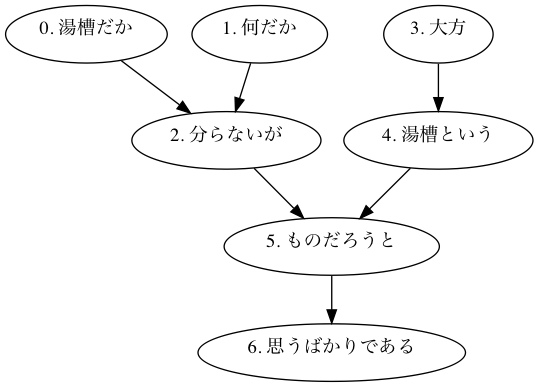 0. 湯槽だか
1. 何だか
3. 大方
2. 分らないが
4. 湯槽という
5. ものだろうと
6. 思うばかりである